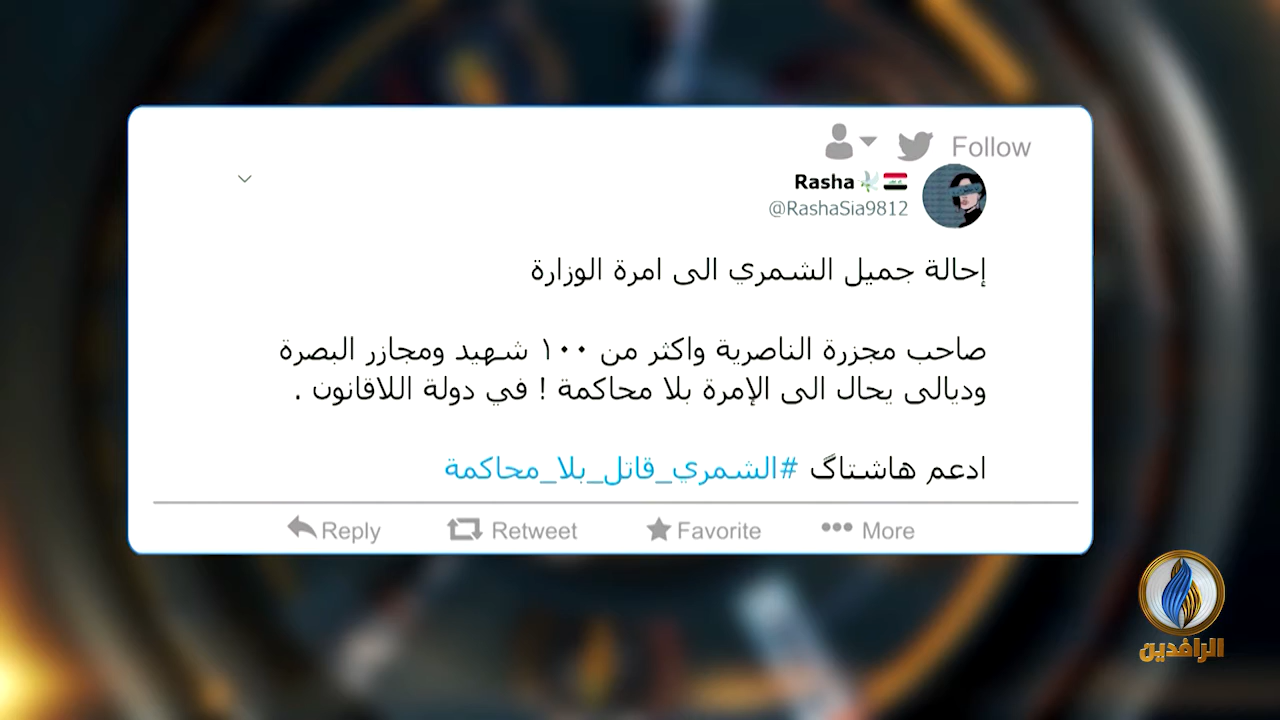 Follow
Rasha
@RashaSia9812
إحالة جميل الشمري الى امرة الوزارة
صاحب مجزرة الناصرية واكثر من ١٠٠ شهيد ومجازر البصرة
وديالى يحال الى الإمرة بلا محاكمة ! في دولة اللاقانون .
ادعم هاشتاگ #الشمري_قاتل_بلا_محاكمة
Reply Retweet Favorite More
الرافدين